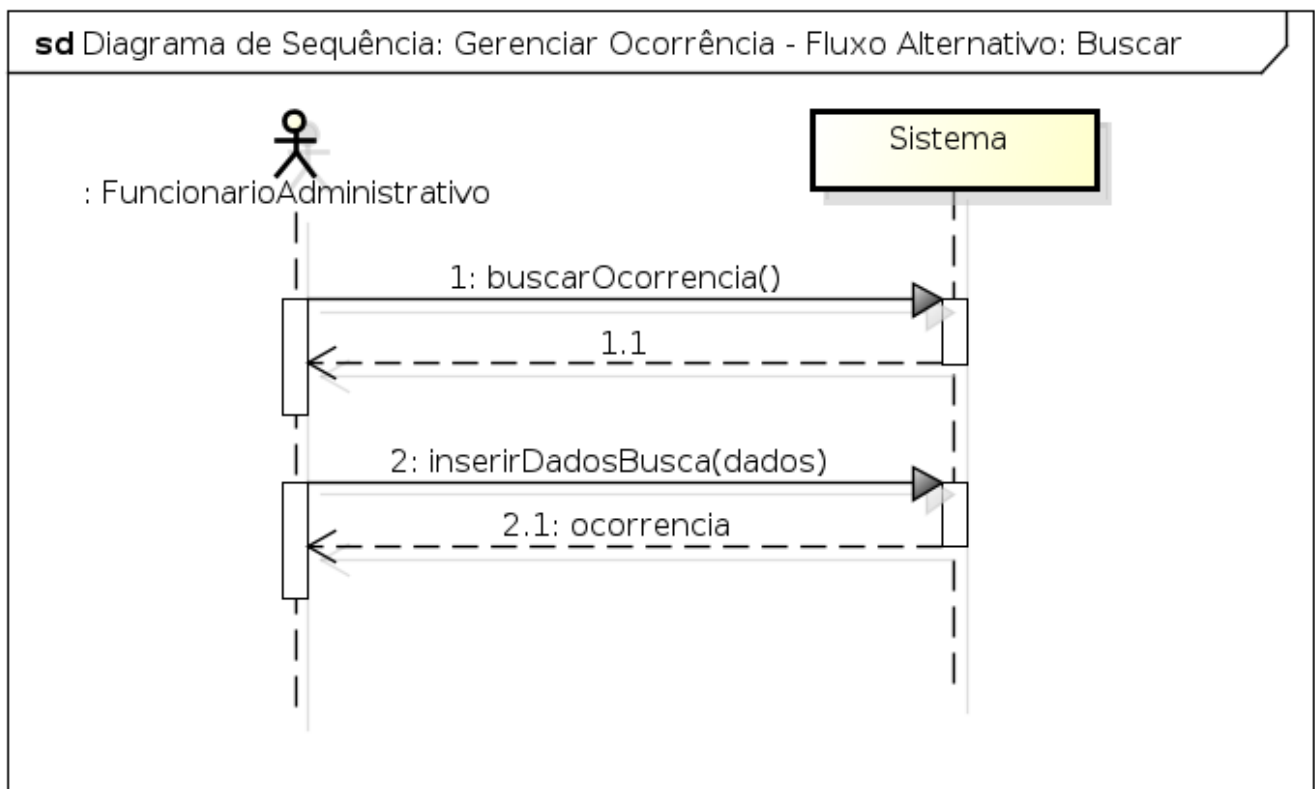 sd Diagrama de Sequência: Gerenciar Ocorrência - Fluxo Alternativo: Buscar
Sistema
: FuncionarioAdministrativo
1: buscarOcorrencia()
1.1
2: inserirDadosBusca(dados)
2.1: ocorrencia